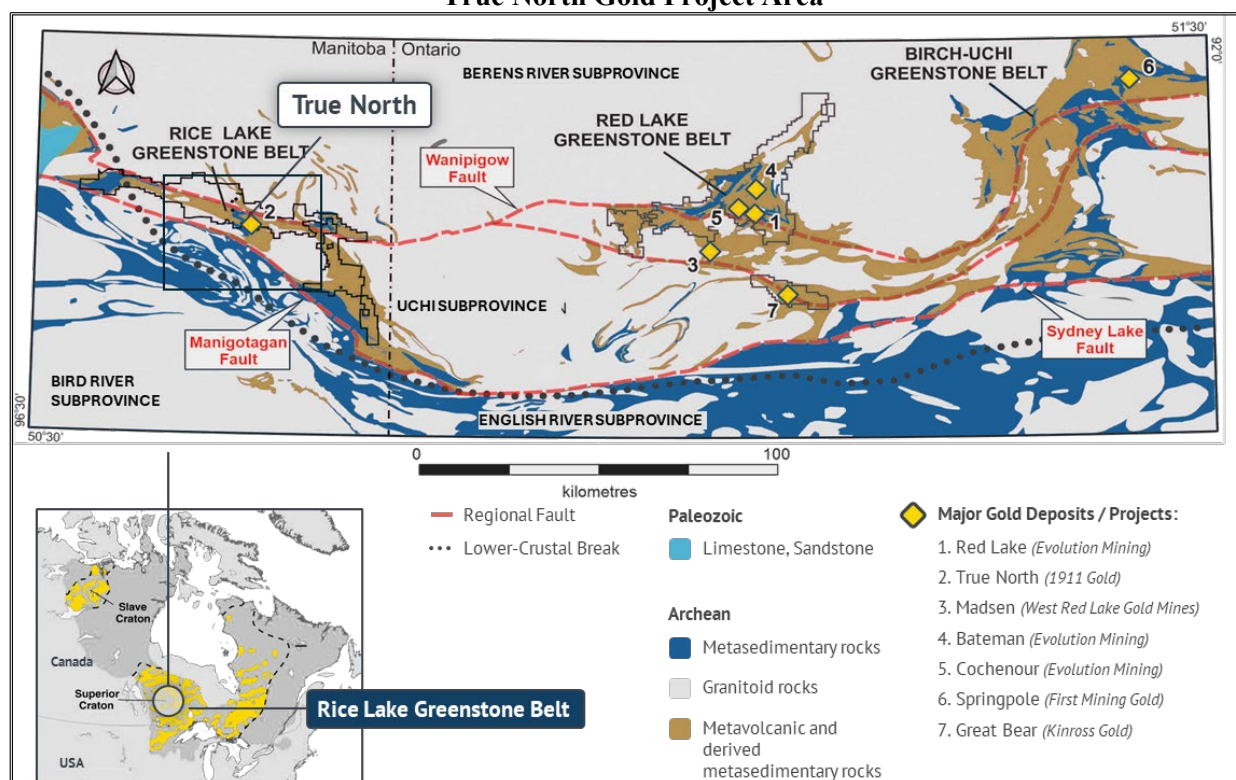 True North Gold Project Area
51°30'
92°0'
Manitoba Ontario
BERENS RIVER SUBPROVINCE
BIRCH-UCHI
GREENSTONE BELT
6
True North
RICE LAKE
GREENSTONE BELT
RED LAKE
GREENSTONE BELT
Wanipigow
Fault
4
2
5
1
3
UCHI SUBPROVINCE
7
Manigotagan
Fault
Sydney Lake
Fault
BIRD RIVER
SUBPROVINCE
ENGLISH RIVER SUBPROVINCE
96°30'
50°30'
0
100
kilometres
Regional Fault
Lower-Crustal Break
Paleozoic
Limestone, Sandstone
Archean
Metasedimentary rocks
Granitoid rocks
Metavolcanic and
derived
metasedimentary rocks
Major Gold Deposits / Projects:
1. Red Lake (Evolution Mining)
2. True North (1911 Gold)
3. Madsen (West Red Lake Gold Mines)
4. Bateman (Evolution Mining)
5. Cochenour (Evolution Mining)
6. Springpole (First Mining Gold)
7. Great Bear (Kinross Gold)
Slave
Craton
Canada
Superior
Craton
Rice Lake Greenstone Belt
USA